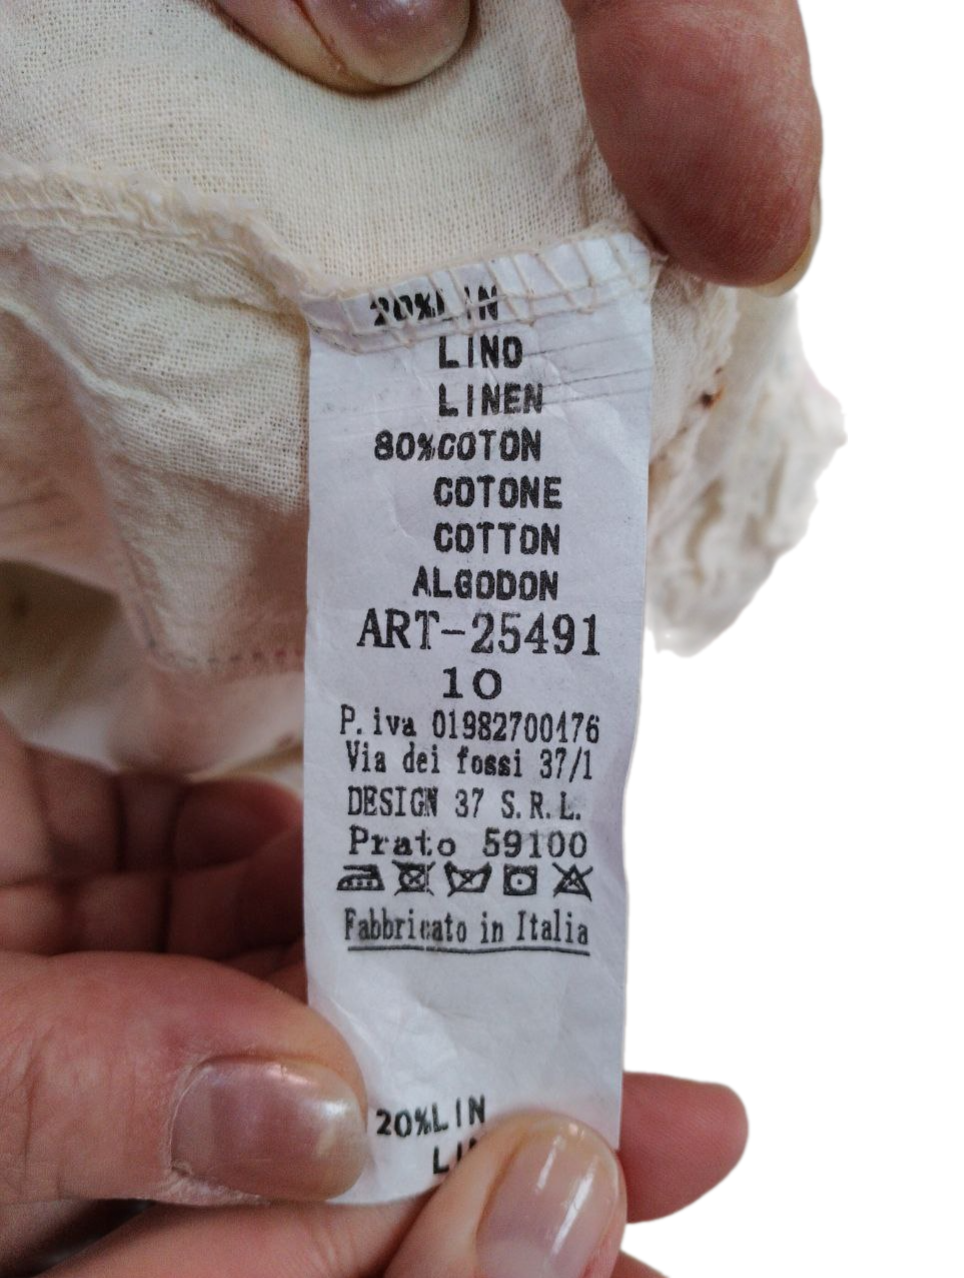 20%LIN
LINO
LINEN
80%COTON
COTONE
COTTON
ALGODON
ART-25491
10
P.iva 01982700476
Via dei fossi 37/1
DESIGN 37 S.R.L.
Prato 59100
Fabbricato in Italia
20%LIN